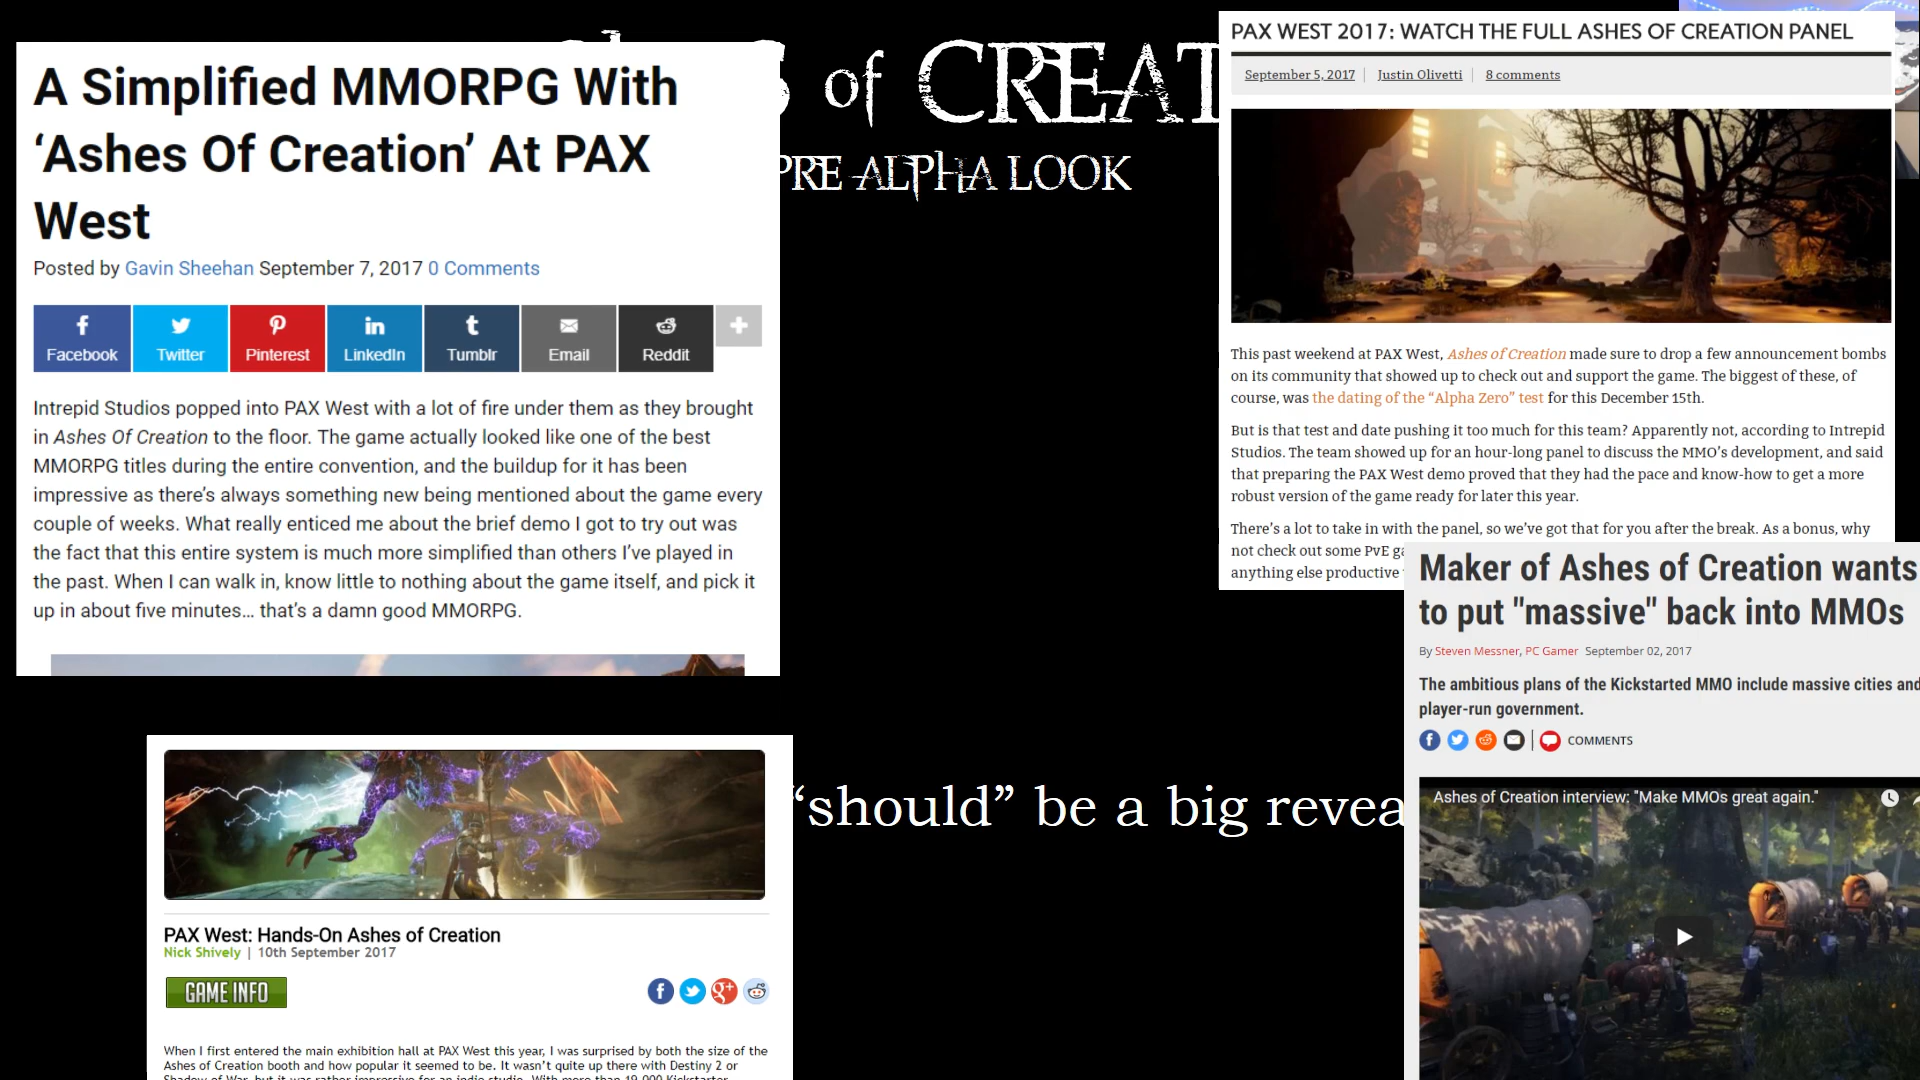 A Simplified MMORPG With
‘Ashes Of Creation’ At PAX
West
Posted by Gavin Sheehan September 7, 2017 0 Comments
Facebook Twitter Pinterest LinkedIn Tumblr Email Reddit
Intrepid Studios popped into PAX West with a lot of fire under them as they brought
in Ashes Of Creation to the floor. The game actually looked like one of the best
MMORPG titles during the entire convention, and the buildup for it has been
impressive as there’s always something new being mentioned about the game every
couple of weeks. What really enticed me about the brief demo I got to try out was
the fact that this entire system is much more simplified than others I’ve played in
the past. When I can walk in, know little to nothing about the game itself, and pick it
up in about five minutes… that’s a damn good MMORPG.
of CREAT
PRE ALPHA LOOK
PAX WEST 2017: WATCH THE FULL ASHES OF CREATION PANEL
September 5, 2017 Justin Olivetti 8 comments
This past weekend at PAX West, Ashes of Creation made sure to drop a few announcement bombs
on its community that showed up to check out and support the game. The biggest of these, of
course, was the dating of the “Alpha Zero” test for this December 15th.
But is that test and date pushing it too much for this team? Apparently not, according to Intrepid
Studios. The team showed up for an hour-long panel to discuss the MMO’s development, and said
that preparing the PAX West demo proved that they had the pace and know-how to get a more
robust version of the game ready for later this year.
There’s a lot to take in with the panel, so we’ve got that for you after the break. As a bonus, why
not check out some PvE ga
anything else productive
Maker of Ashes of Creation wants
to put "massive" back into MMOs
By Steven Messner, PC Gamer September 02, 2017
The ambitious plans of the Kickstarted MMO include massive cities and
player-run government.
COMMENTS
Ashes of Creation interview: "Make MMOs great again."
“should” be a big revea
PAX West: Hands-On Ashes of Creation
Nick Shively | 10th September 2017
GAME INFO
When I first entered the main exhibition hall at PAX West this year, I was surprised by both the size of the
Ashes of Creation booth and how popular it seemed to be. It wasn’t quite up there with Destiny 2 or
Shadow of War, but it was rather impressive for an indie studio. With more than 19,000 Kickstarter